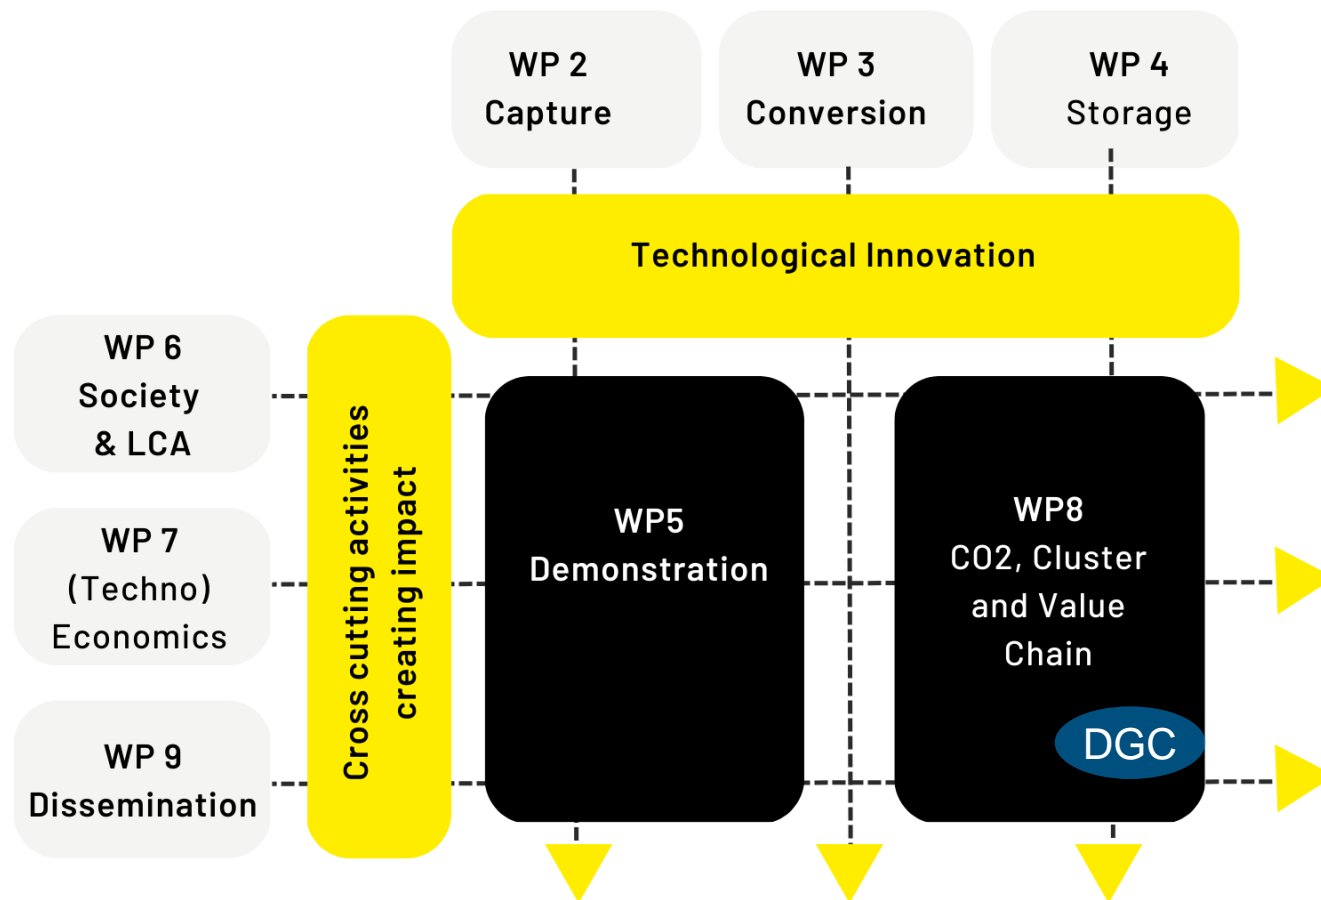 WP 2
Capture
WP 3
Conversion
WP 4
Storage
Technological Innovation
WP 6
Society
& LCA
WP 7
(Techno)
Economics
WP 9
Dissemination
Cross cutting activities
creating impact
WP5
Demonstration
WP8
CO2, Cluster
and Value
Chain
DGC